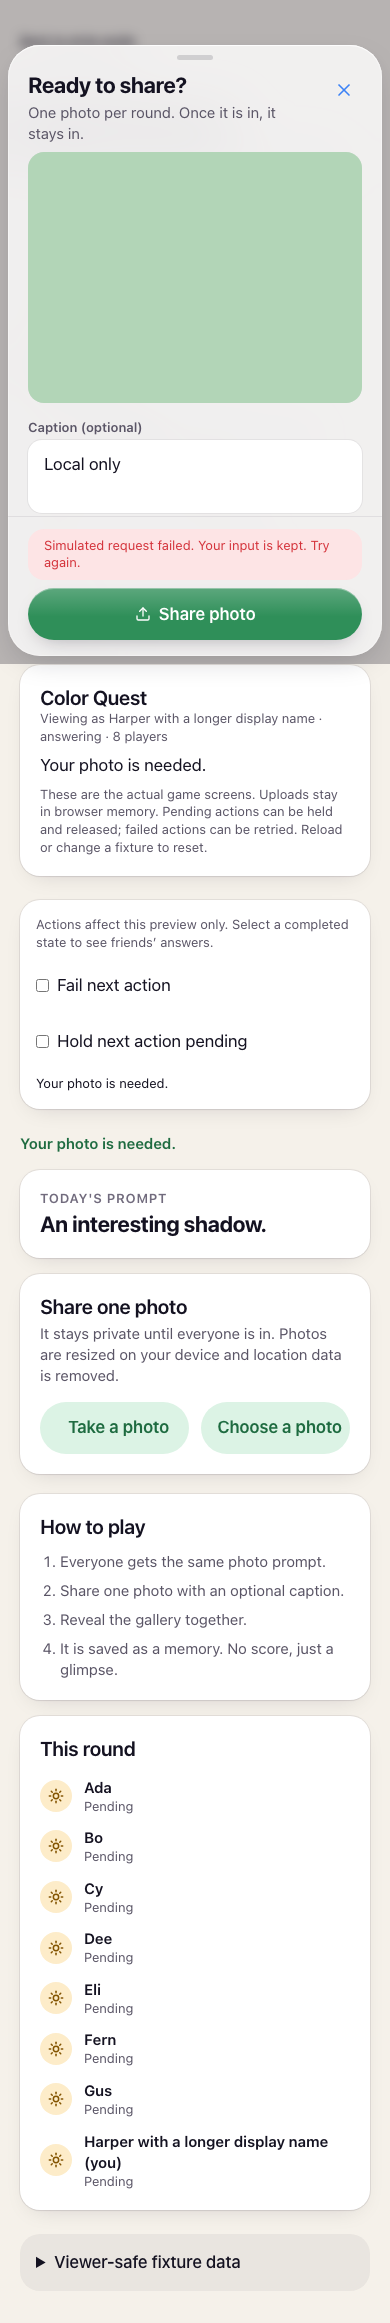 Ready to share?
One photo per round. Once it is in, it
stays in.
Caption (optional)
Local only
Simulated request failed. Your input is kept. Try
again.
Share photo
Color Quest
Viewing as Harper with a longer display name ·
answering · 8 players
Your photo is needed.
These are the actual game screens. Uploads stay
in browser memory. Pending actions can be held
and released; failed actions can be retried. Reload
or change a fixture to reset.
Actions affect this preview only. Select a completed
state to see friends’ answers.
Fail next action
Hold next action pending
Your photo is needed.
Your photo is needed.
TODAY'S PROMPT
An interesting shadow.
Share one photo
It stays private until everyone is in. Photos
are resized on your device and location data
is removed.
Take a photo
Choose a photo
How to play
1. Everyone gets the same photo prompt.
2. Share one photo with an optional caption.
3. Reveal the gallery together.
4. It is saved as a memory. No score, just a
glimpse.
This round
Ada
Pending
Bo
Pending
Cy
Pending
Dee
Pending
Eli
Pending
Fern
Pending
Gus
Pending
Harper with a longer display name
(you)
Pending
Viewer-safe fixture data